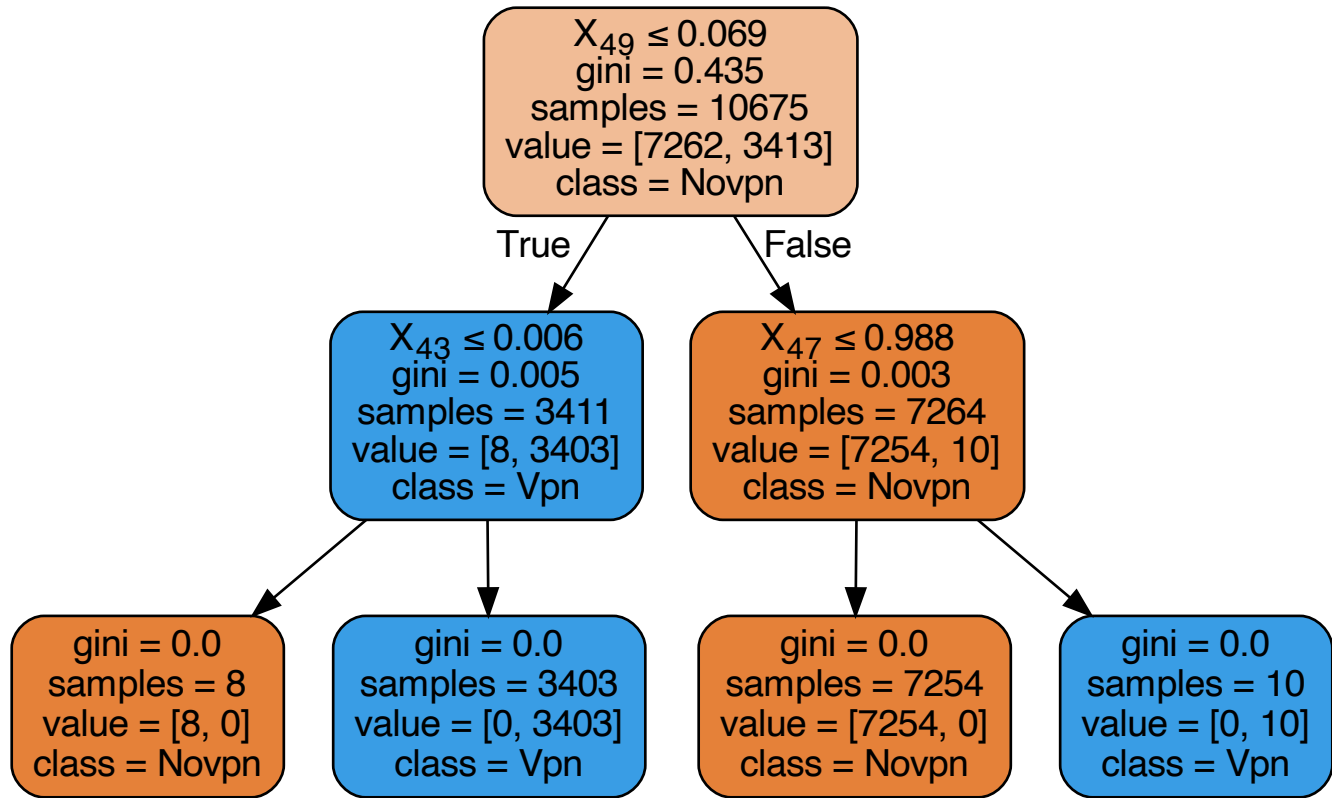 X49 ≤ 0.069
gini = 0.435
samples = 10675
value = [7262, 3413]
class = Novpn
True
False
X43 ≤ 0.006
gini = 0.005
samples = 3411
value = [8, 3403]
class = Vpn
X47 ≤ 0.988
gini = 0.003
samples = 7264
value = [7254, 10]
class = Novpn
gini = 0.0
samples = 8
value = [8, 0]
class = Novpn
gini = 0.0
samples = 3403
value = [0, 3403]
class = Vpn
gini = 0.0
samples = 7254
value = [7254, 0]
class = Novpn
gini = 0.0
samples = 10
value = [0, 10]
class = Vpn